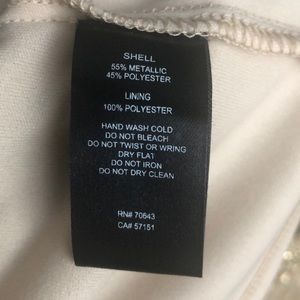 SHELL
55% METALLIC
45% POLYESTER
LINING
100% POLYESTER
HAND WASH COLD
DO NOT BLEACH
DO NOT TWIST OR WRING
DRY FLAT
DO NOT IRON
DO NOT DRY CLEAN
RN# 70643
CA# 57151